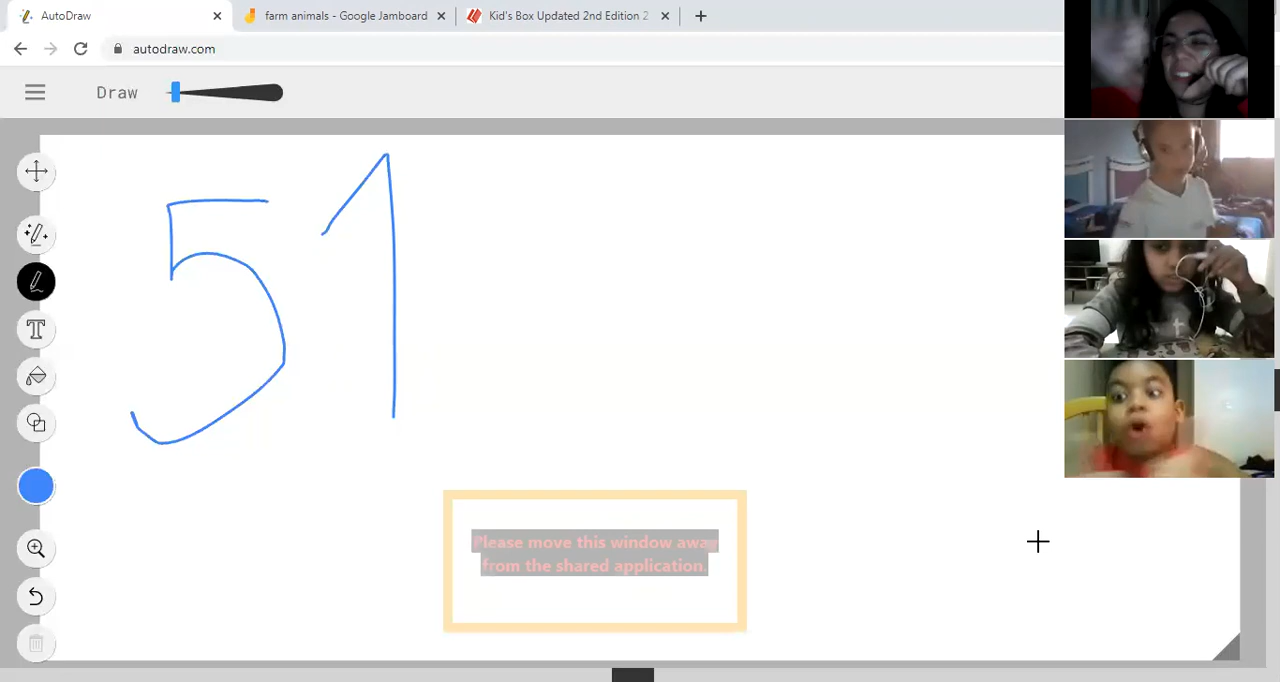 AutoDraw
farm animals - Google Jamboard
Kid's Box Updated 2nd Edition 2
autodraw.com
Draw
51
T
Please move this window away
from the shared application.